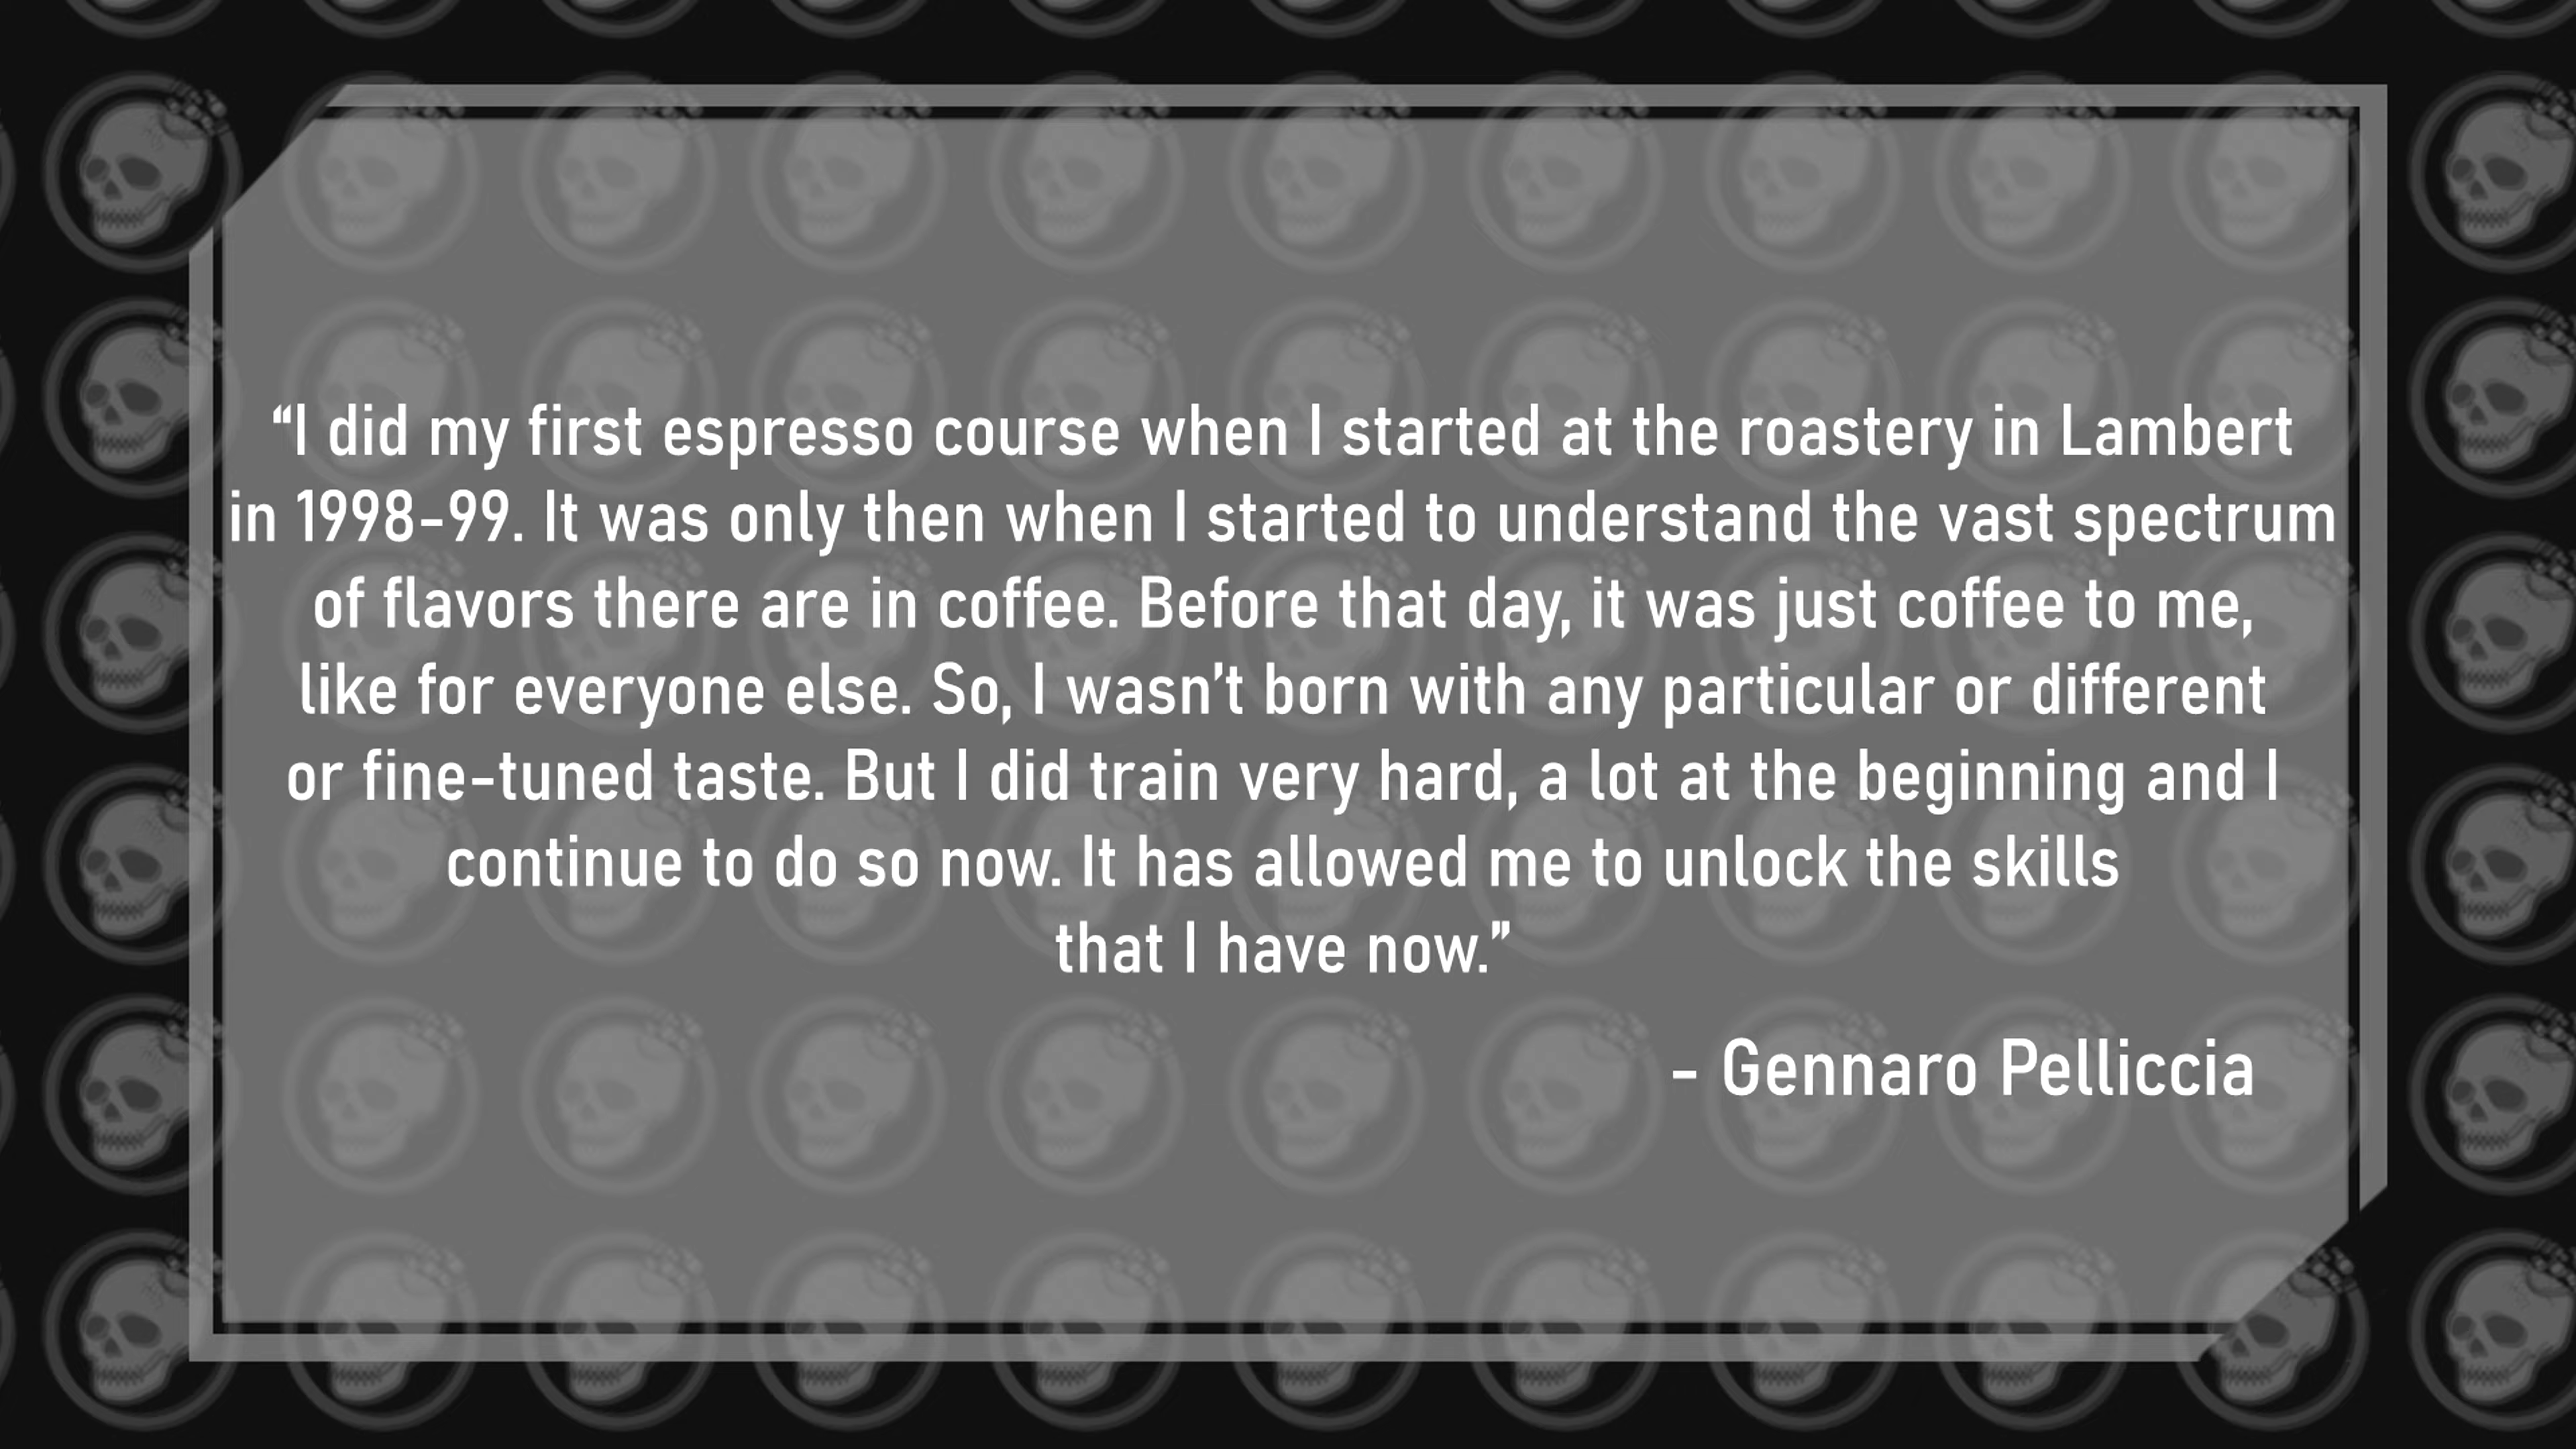 “I did my first espresso course when I started at the roastery in Lambert
in 1998-99. It was only then when I started to understand the vast spectrum
of flavors there are in coffee. Before that day, it was just coffee to me,
like for everyone else. So, I wasn’t born with any particular or different
or fine-tuned taste. But I did train very hard, a lot at the beginning and I
continue to do so now. It has allowed me to unlock the skills
that I have now.”
- Gennaro Pelliccia